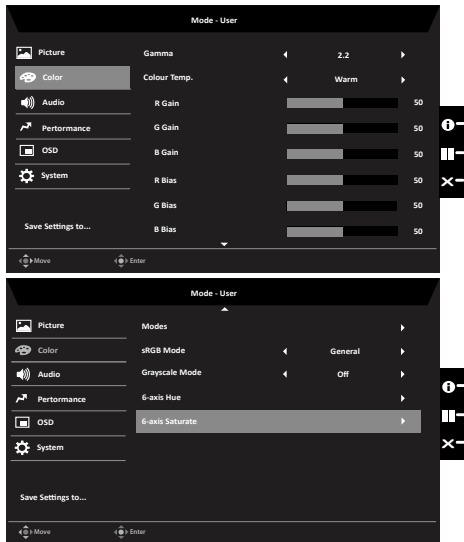 Mode - User
Picture
Gamma 2.2
Color
Colour Temp. Warm
Audio
R Gain 50
Pertormance
G Gain 50
OSD
B Gain 50
System
R Bias 50
G Bias 50
Save Settings to...
B Bias 50
Move Enter
Mode - User
Picture
Modes
Color
sRGB Mode General
Audio
Grayscale Mode Off
Pertormance
6-axis Hue
OSD
6-axis Saturate
System
Save Settings to...
Move Enter